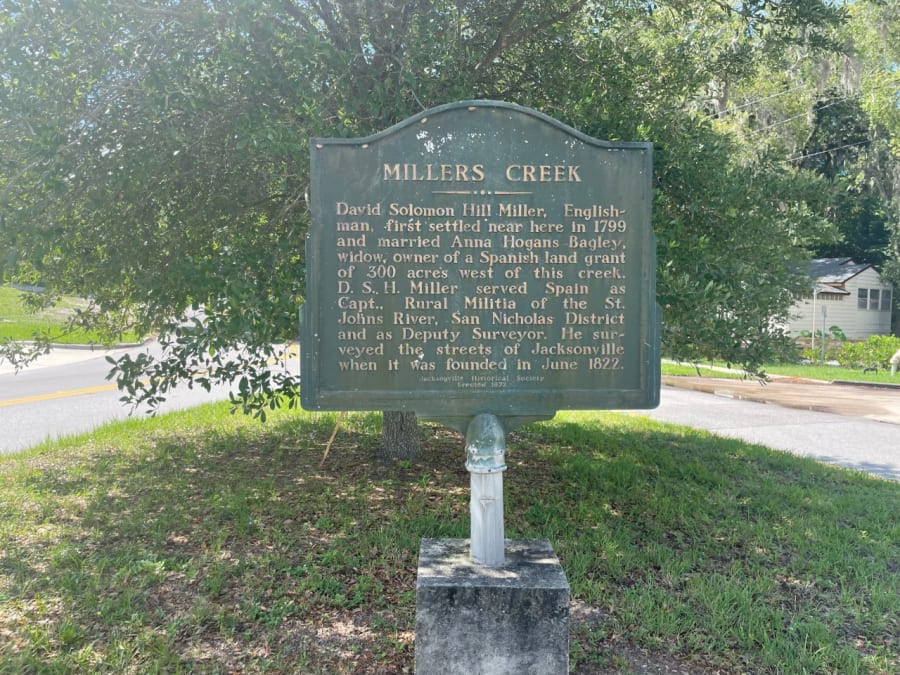 MILLERS CREEK
David Solomon Hill Miller, English-
man, first settled near here in 1799
and married Anna Hogans Bagley,
widow, owner of a Spanish land grant
of 300 acres west of this creek.
D. S. H. Miller served Spain as
Capt., Rural Militia of the St.
Johns River, San Nicholas District
and as Deputy Surveyor. He sur-
veyed the streets of Jacksonville
when it was founded in June 1822.
Jacksonville Historical Society
Erected 1972